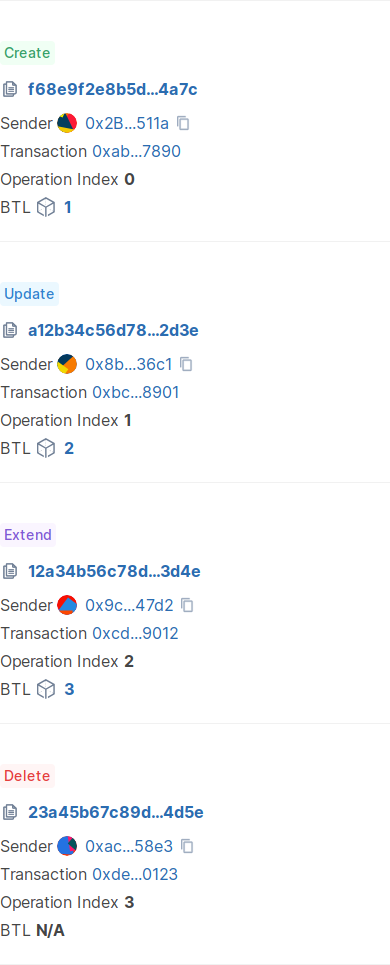 Create
f68e9f2e8b5d...4a7c
Sender 0x2B...511a
Transaction 0xab...7890
Operation Index 0
BTL 1
Update
a12b34c56d78...2d3e
Sender 0x8b...36c1
Transaction 0xbc...8901
Operation Index 1
BTL 2
Extend
12a34b56c78d...3d4e
Sender 0x9c...47d2
Transaction 0xcd...9012
Operation Index 2
BTL 3
Delete
23a45b67c89d...4d5e
Sender 0xac...58e3
Transaction 0xde...0123
Operation Index 3
BTL N/A